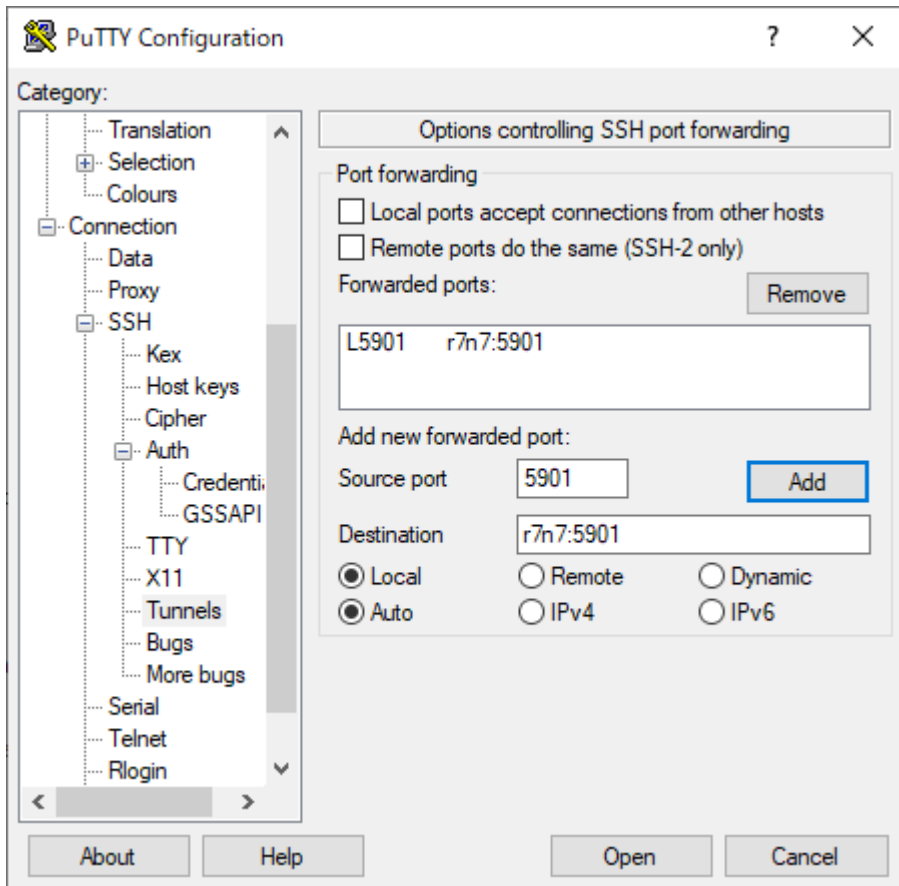 PuTTY Configuration
?
Category:
Translation
Selection
Colours
Connection
Data
Proxy
SSH
Kex
Host keys
Cipher
Auth
Credenti
GSSAPI
TTY
X11
Tunnels
Bugs
More bugs
Serial
Telnet
Rlogin
Options controlling SSH port forwarding
Port forwarding
Local ports accept connections from other hosts
Remote ports do the same (SSH-2 only)
Forwarded ports:
Remove
L5901 r7n7:5901
Add new forwarded port:
Source port 5901 Add
Destination r7n7:5901
Local Remote Dynamic
Auto IPv4 IPv6
About Help Open Cancel